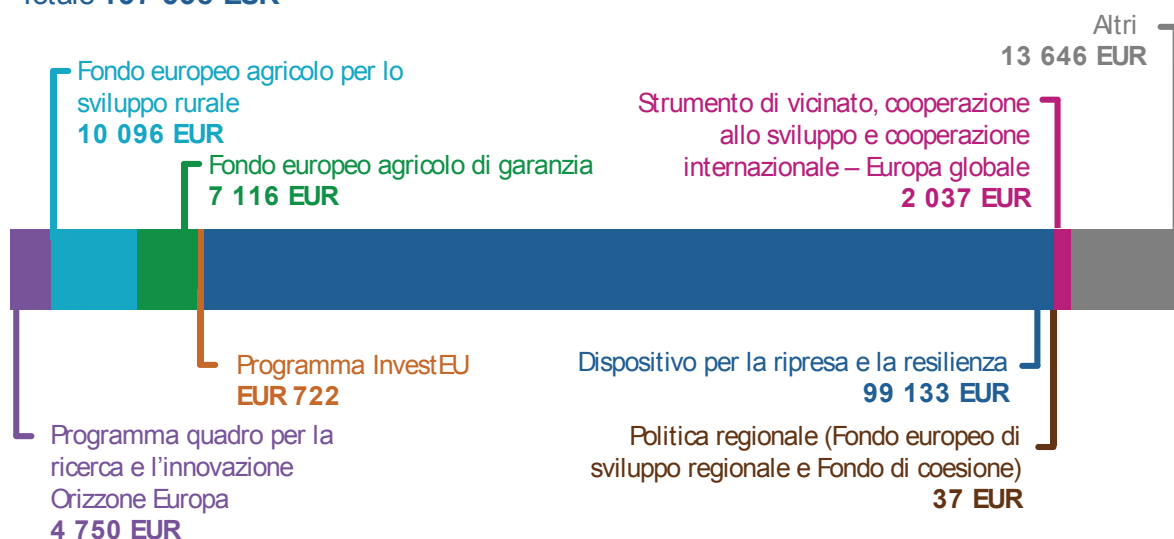 Totale EUR
Altri
13 646 EUR
Fondo europeo agricolo per lo
sviluppo rurale
10 096 EUR
Strumento di vicinato, cooperazione
allo sviluppo e cooperazione
internazionale – Europa globale
2 037 EUR
Fondo europeo agricolo di garanzia
7 116 EUR
Programma InvestEU
EUR 722
Dispositivo per la ripresa e la resilienza
99 133 EUR
Programma quadro per la
ricerca e l'innovazione
Orizzone Europa
4 750 EUR
Politica regionale (Fondo europeo di
sviluppo regionale e Fondo di coesione)
37 EUR